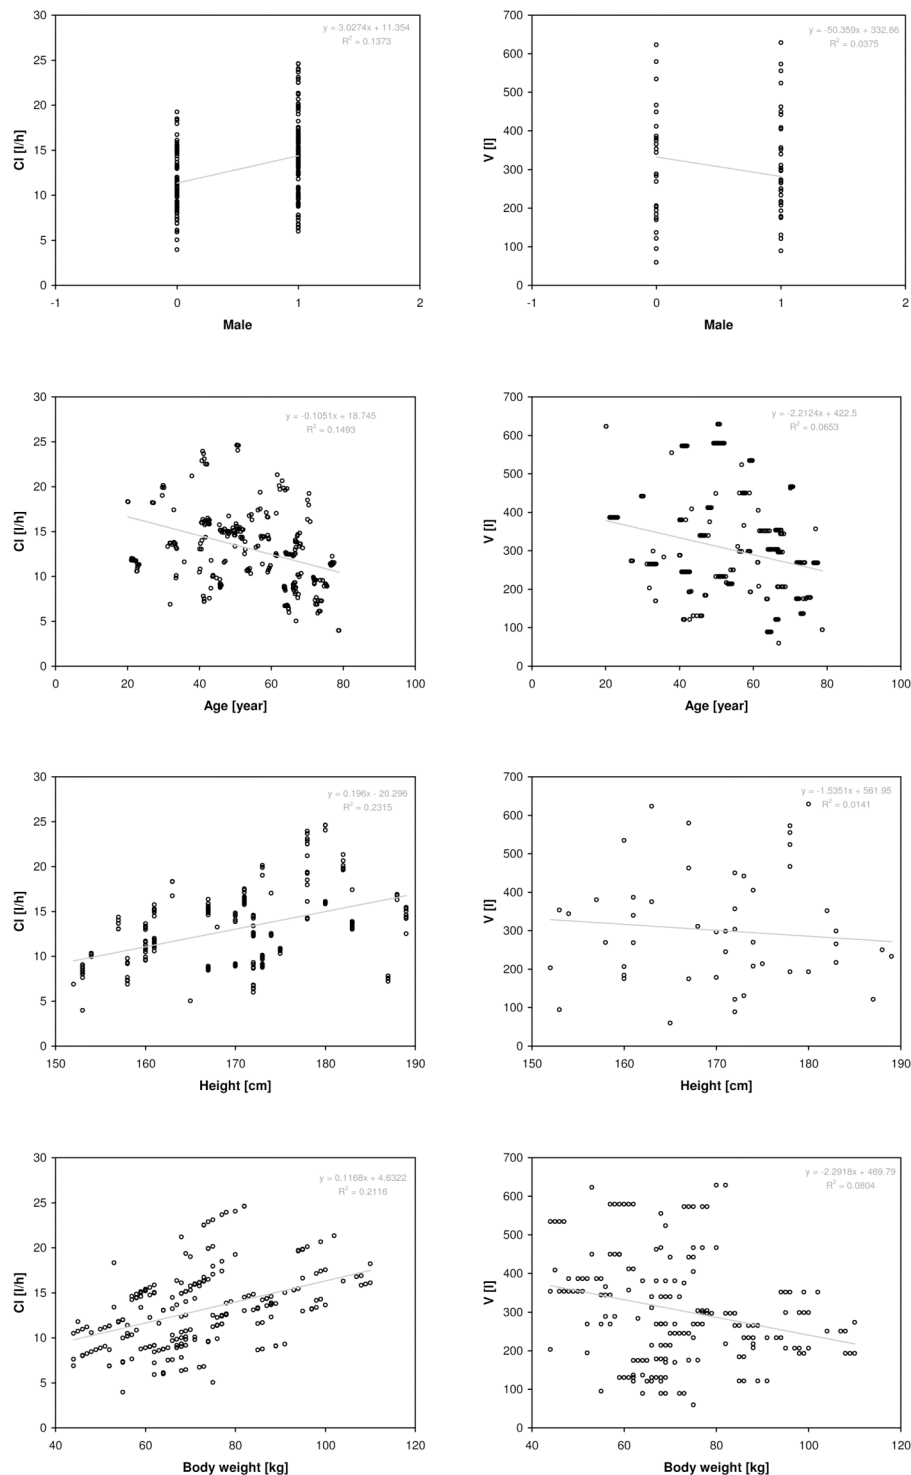 y = 3.0274x + 11.354
R² = 0.1373
30
25
20
15
10
5
0
Cl [l/h]
-1 0 1 2
Male
y = -50.359x + 332.66
R² = 0.0375
700
600
500
400
300
200
100
0
V [l]
-1 0 1 2
Male
y = -0.1051x + 18.745
R² = 0.1493
30
25
20
15
10
5
0
Cl [l/h]
0 20 40 60 80 100
Age [year]
y = -2.2124x + 422.5
R² = 0.0653
700
600
500
400
300
200
100
0
V [l]
0 20 40 60 80 100
Age [year]
y = 0.196x - 20.296
R² = 0.2315
30
25
20
15
10
5
0
Cl [l/h]
150 160 170 180 190
Height [cm]
y = -1.5351x + 561.95
R² = 0.0141
700
600
500
400
300
200
100
0
V [l]
150 160 170 180 190
Height [cm]
y = 0.1168x + 4.6322
R² = 0.2116
30
25
20
15
10
5
0
Cl [l/h]
40 60 80 100 120
Body weight [kg]
y = -2.2918x + 469.79
R² = 0.0804
700
600
500
400
300
200
100
0
V [l]
40 60 80 100 120
Body weight [kg]